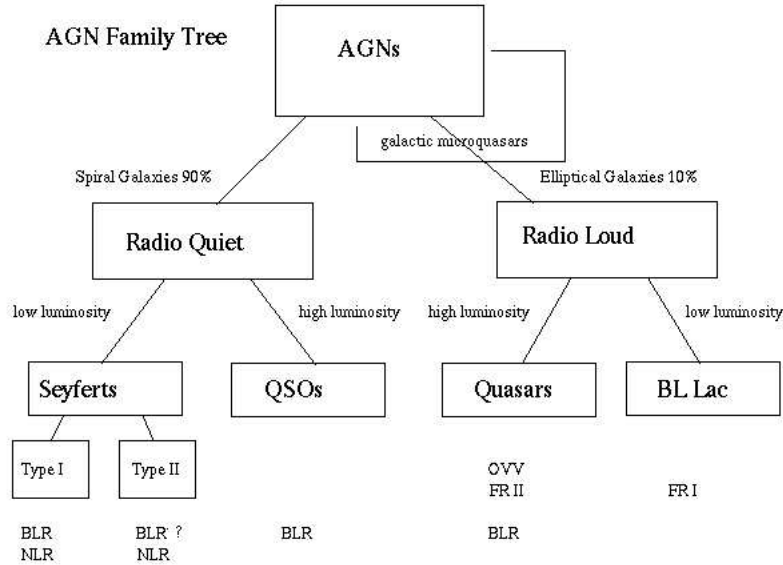 AGN Family Tree
AGNs
galactic microquasars
Spiral Galaxies 90%
Elliptical Galaxies 10%
Radio Quiet
Radio Loud
low luminosity
high luminosity
high luminosity
low luminosity
Seyferts
QSOs
Quasars
BL Lac
Type I
Type II
OVV
FR II
FR I
BLR
BLR ?
BLR
BLR
NLR
NLR